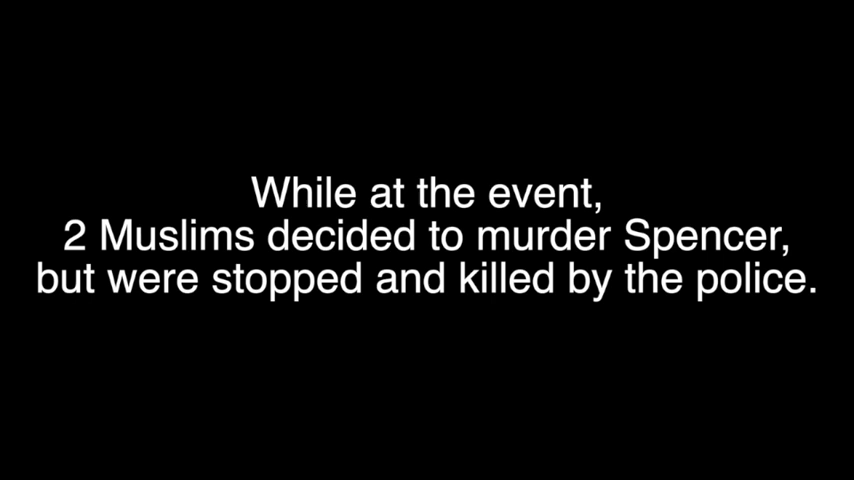 While at the event,
2 Muslims decided to murder Spencer,
but were stopped and killed by the police.